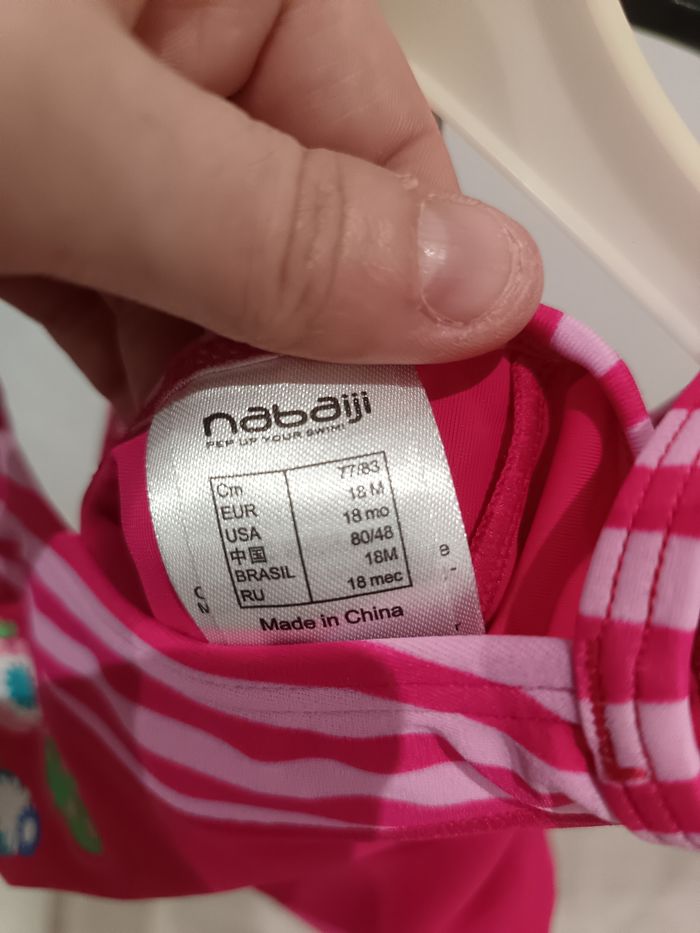 nabaiji
PEP UP YOUR SWIM!
Cm 77/83
EUR 18 M
USA 18 mo
中国 80/48
BRASIL 18M
RU 18 мес
Made in China